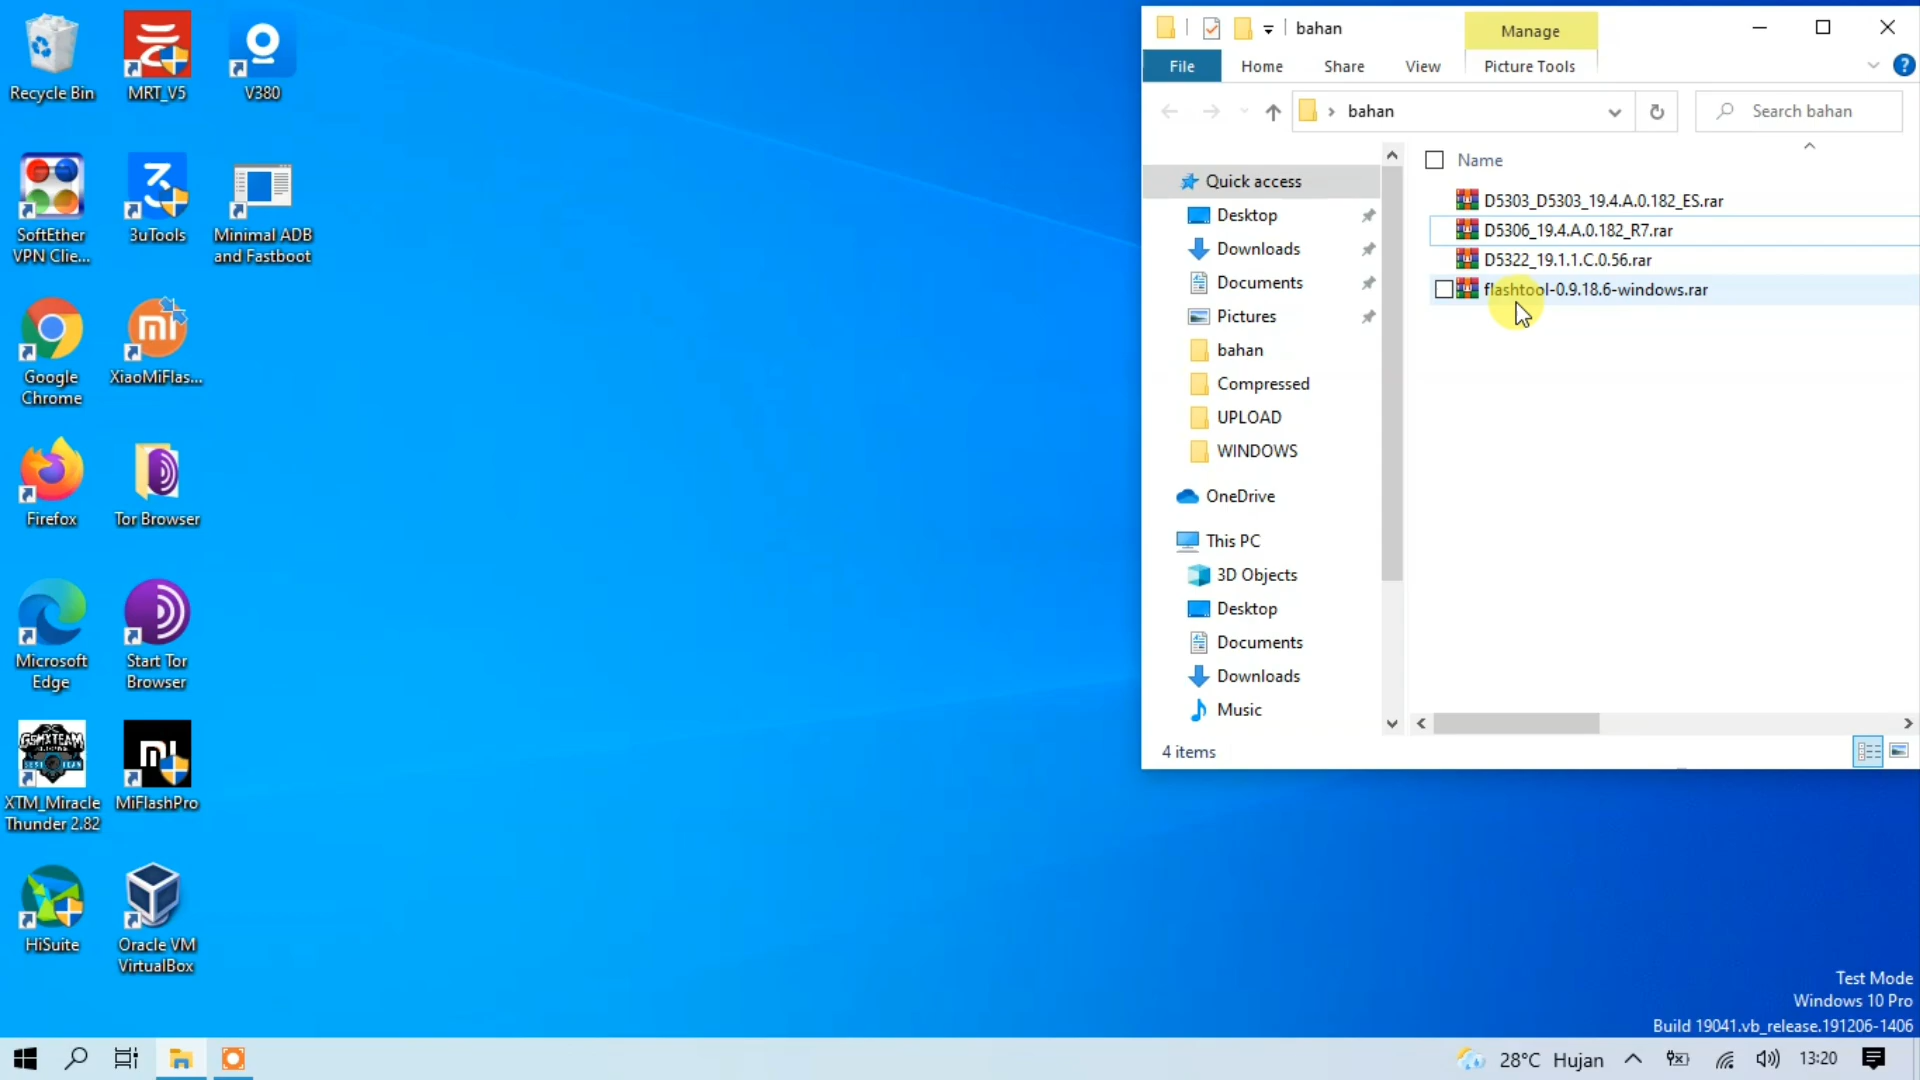 Recycle Bin
MRT_V5
V380
SoftEther
VPN Clie...
3uTools
Minimal ADB
and Fastboot
Google
Chrome
XiaoMiFlas...
Firefox
Tor Browser
Microsoft
Edge
Start Tor
Browser
GSMXTEAM
XTM_Miracle
Thunder 2.82
MiFlashPro
HiSuite
Oracle VM
VirtualBox
bahan
Manage
File
Home
Share
View
Picture Tools
bahan
Search bahan
Quick access
Desktop
Downloads
Documents
Pictures
bahan
Compressed
UPLOAD
WINDOWS
OneDrive
This PC
3D Objects
Desktop
Documents
Downloads
Music
Name
D5303_D5303_19.4.A.0.182_ES.rar
D5306_19.4.A.0.182_R7.rar
D5322_19.1.1.C.0.56.rar
flashtool-0.9.18.6-windows.rar
4 items
Test Mode
Windows 10 Pro
Build 19041.vb_release.191206-1406
28°C Hujan
13:20